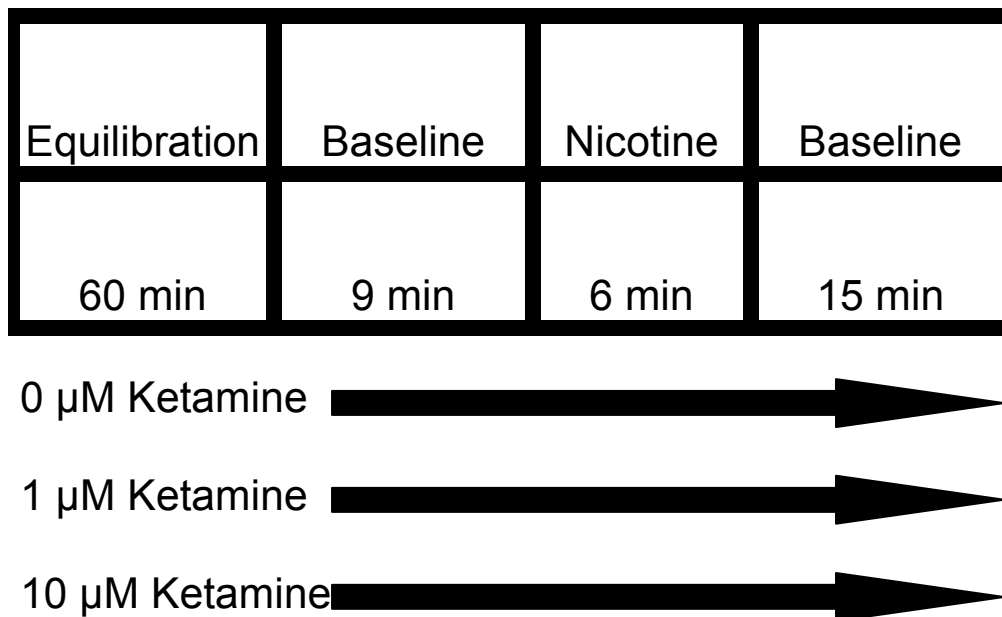 Equilibration Baseline Nicotine Baseline
60 min 9 min 6 min 15 min
0 µM Ketamine
1 µM Ketamine
10 µM Ketamine